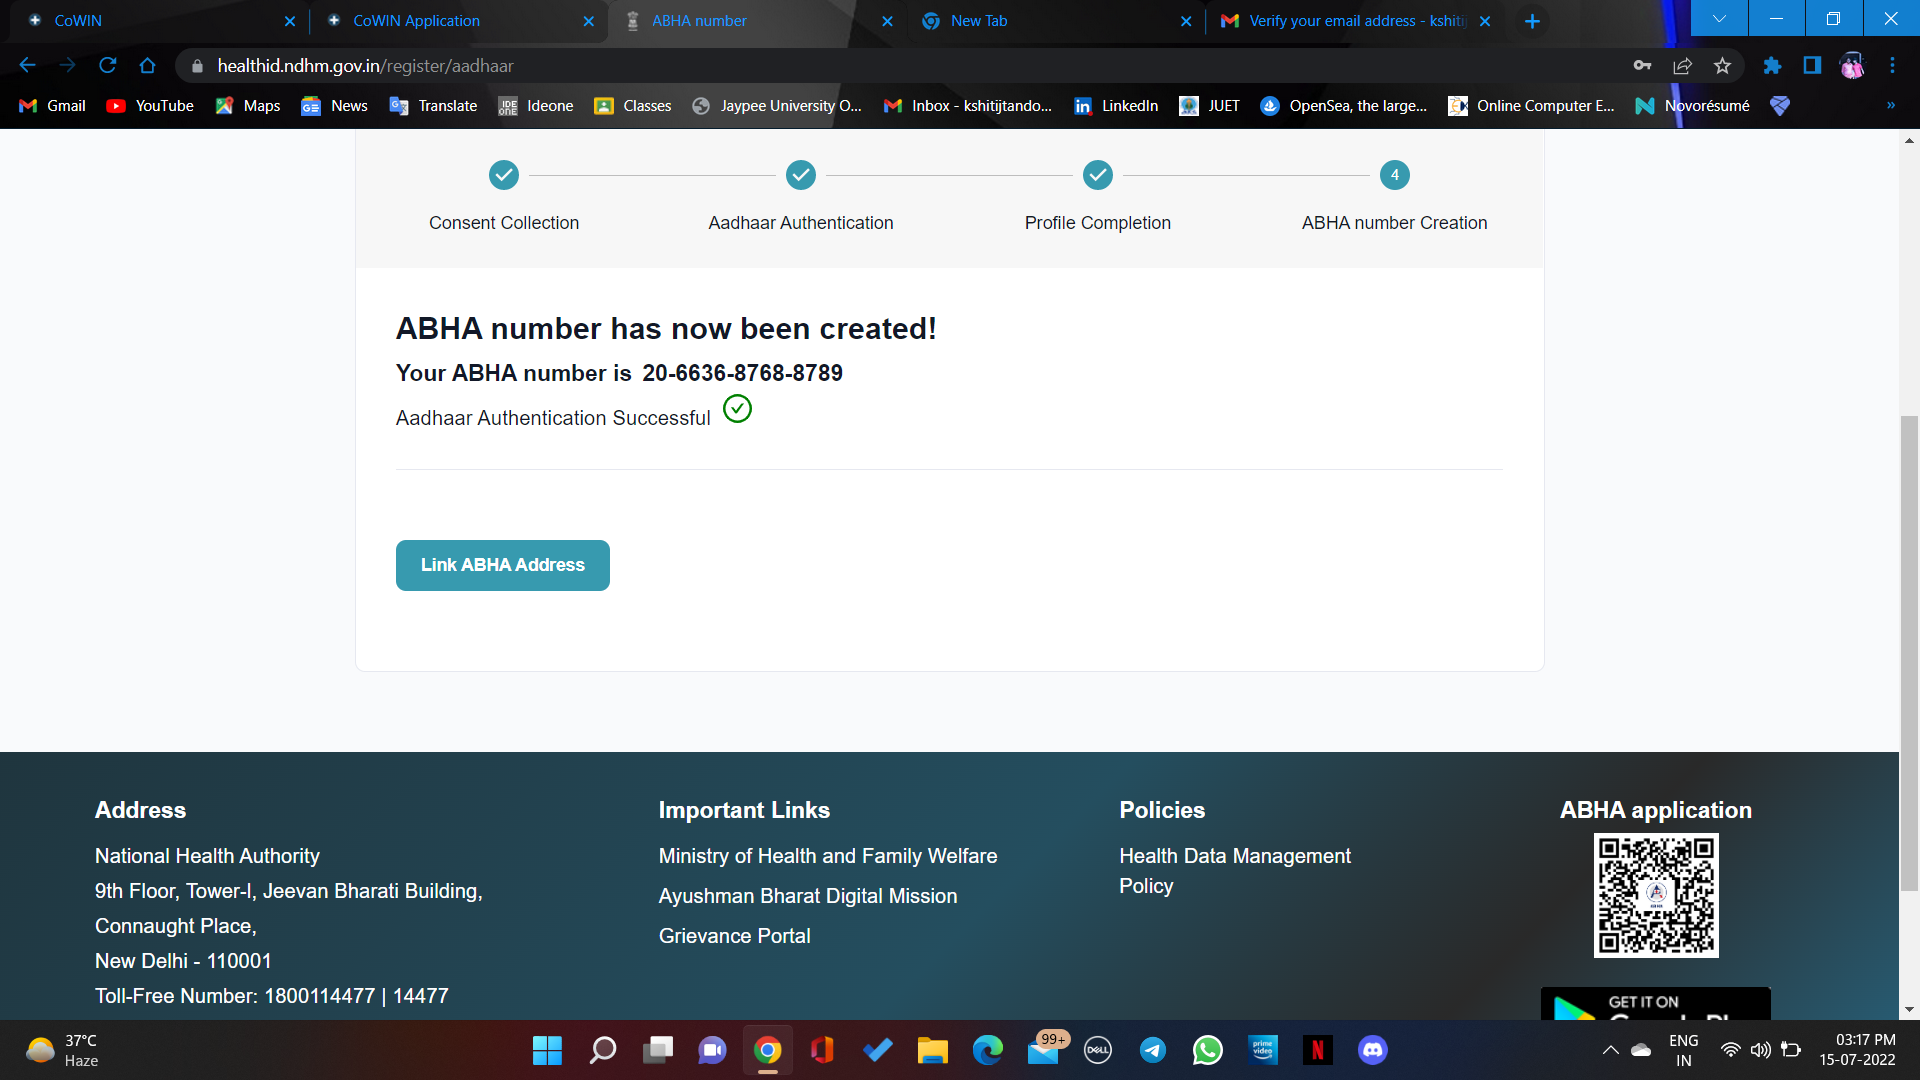 CoWIN
CoWIN Application
ABHA number
New Tab
Verify your email address - kshitij
healthid.ndhm.gov.in/register/aadhaar
Gmail
YouTube
Maps
News
Translate
Ideone
Classes
Jaypee University O...
Inbox - kshitijtando...
LinkedIn
JUET
OpenSea, the large...
Online Computer E...
Novorésumé
»
4
Consent Collection
Aadhaar Authentication
Profile Completion
ABHA number Creation
ABHA number has now been created!
Your ABHA number is 20-6636-8768-8789
Aadhaar Authentication Successful
Link ABHA Address
Address
National Health Authority
9th Floor, Tower-l, Jeevan Bharati Building,
Connaught Place,
New Delhi - 110001
Toll-Free Number: 1800114477 | 14477
Important Links
Ministry of Health and Family Welfare
Ayushman Bharat Digital Mission
Grievance Portal
Policies
Health Data Management
Policy
ABHA application
GET IT ON
37°C
Haze
99+
DELL
prime
video
N
ENG
IN
03:17 PM
15-07-2022